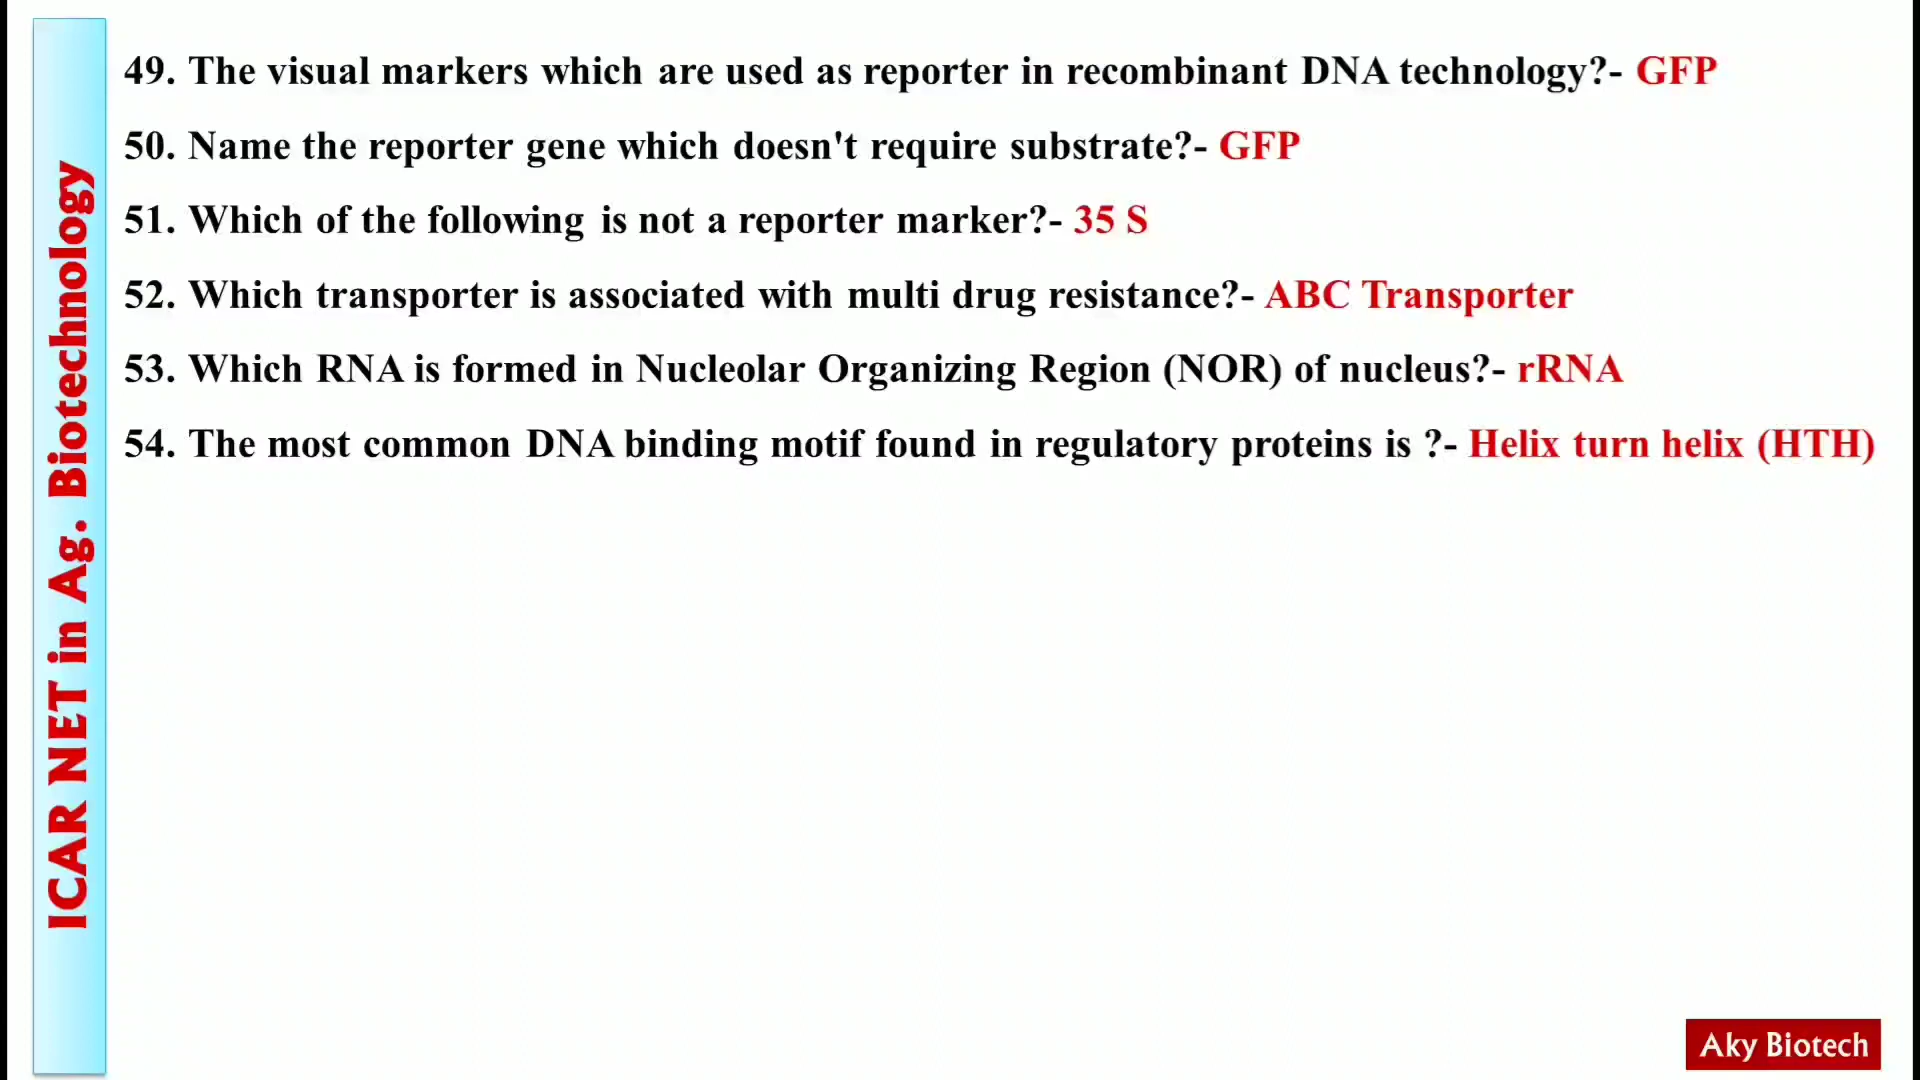 ICAR NET in Ag. Biotechnology
49. The visual markers which are used as reporter in recombinant DNA technology?- GFP
50. Name the reporter gene which doesn't require substrate?- GFP
51. Which of the following is not a reporter marker?- 35 S
52. Which transporter is associated with multi drug resistance?- ABC Transporter
53. Which RNA is formed in Nucleolar Organizing Region (NOR) of nucleus?- rRNA
54. The most common DNA binding motif found in regulatory proteins is ?- Helix turn helix (HTH)
Aky Biotech